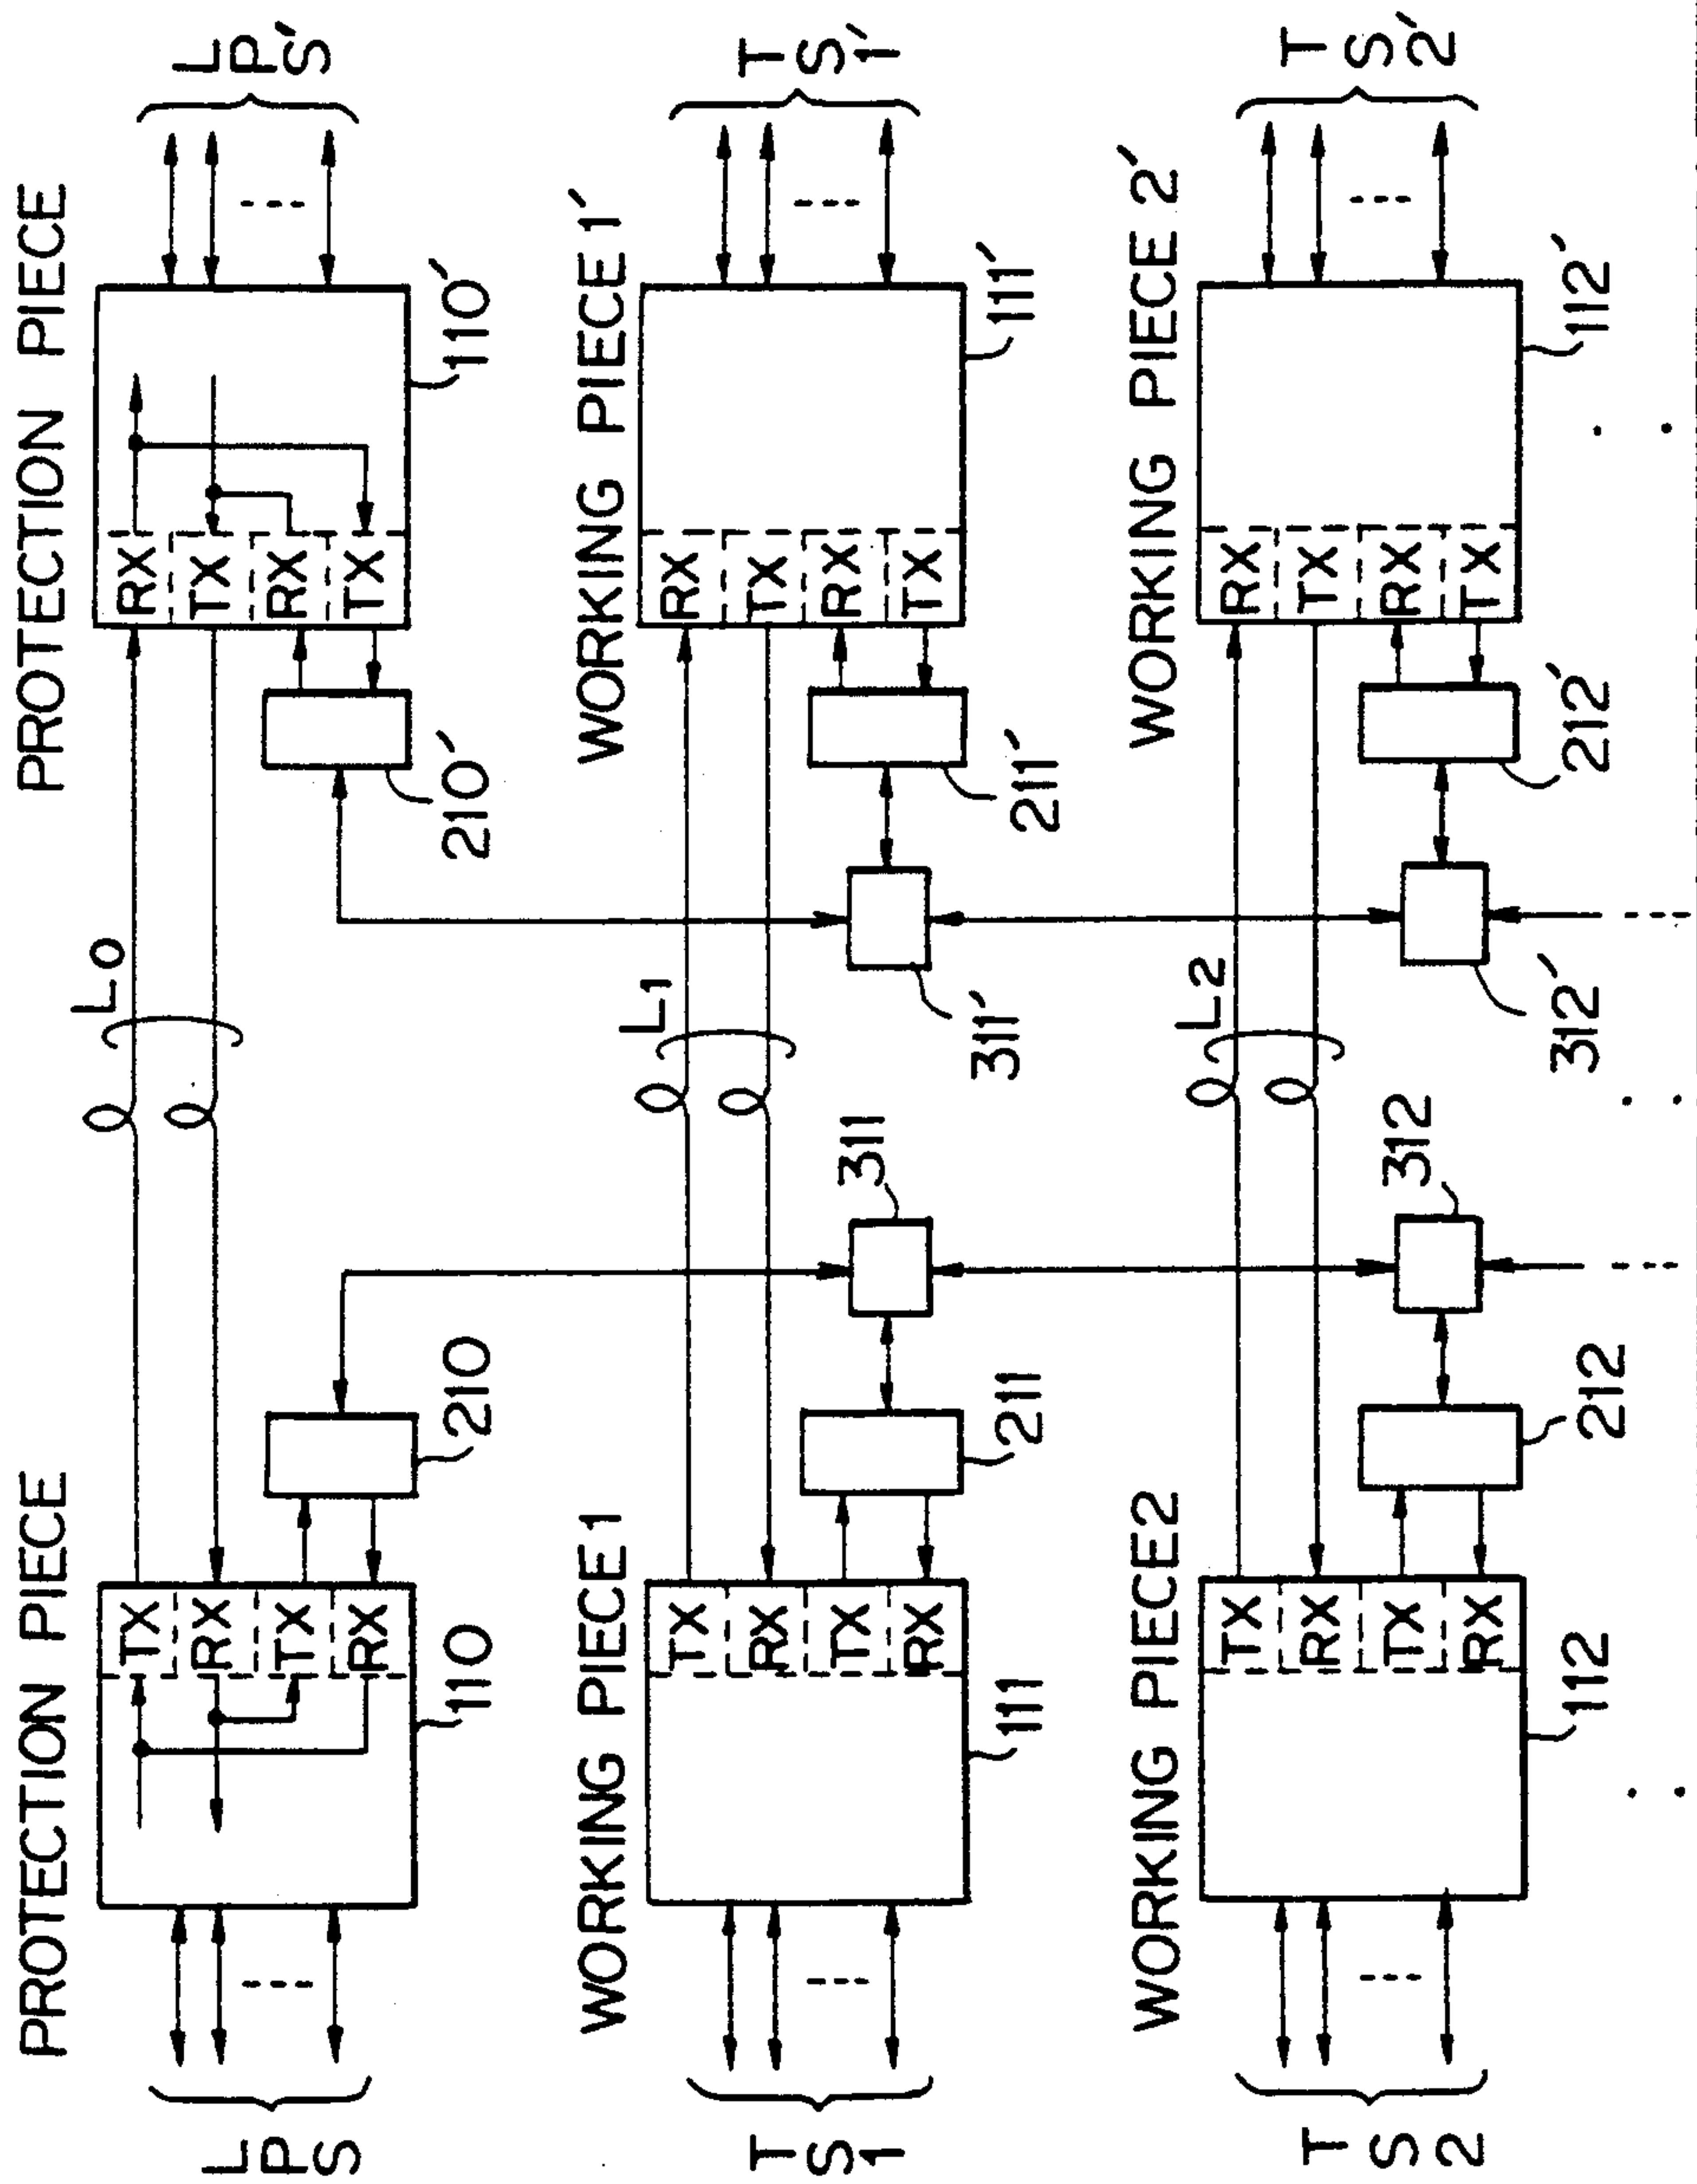 PROTECTION PIECE
PROTECTION PIECE
LPS
TX
RX
TX
RX
110
210
L0
210′
RX
TX
RX
TX
110′
LPS′
WORKING PIECE 1
WORKING PIECE 1′
TS1
TX
RX
TX
RX
111
211
311
L1
311′
211′
RX
TX
RX
TX
111′
TS1′
WORKING PIECE 2
WORKING PIECE 2′
TS2
TX
RX
TX
RX
112
212
312
L2
312′
212′
RX
TX
RX
TX
112′
TS2′